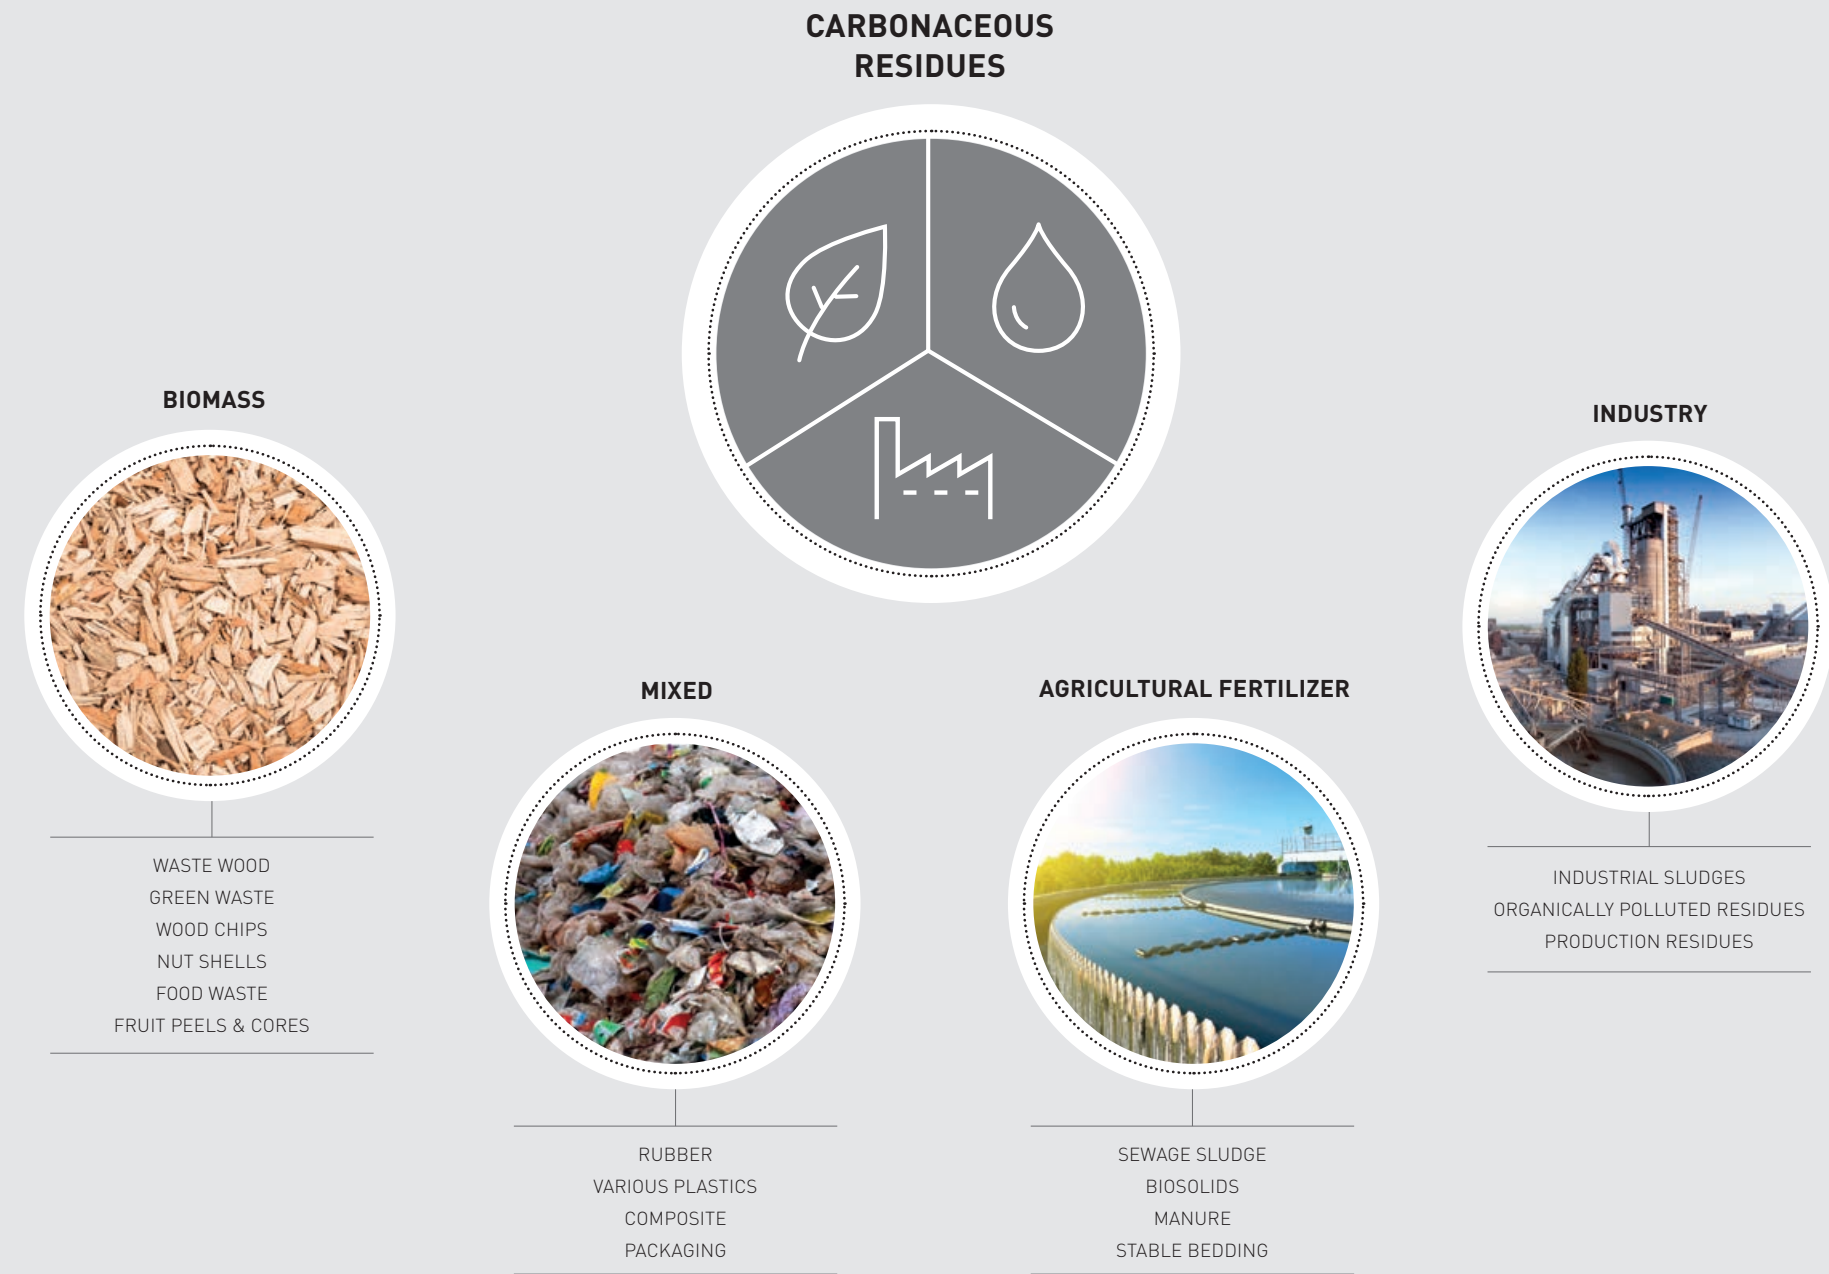 CARBONACEOUS
RESIDUES
BIOMASS
WASTE WOOD
GREEN WASTE
WOOD CHIPS
NUT SHELLS
FOOD WASTE
FRUIT PEELS & CORES
MIXED
RUBBER
VARIOUS PLASTICS
COMPOSITE
PACKAGING
AGRICULTURAL FERTILIZER
SEWAGE SLUDGE
BIOSOLIDS
MANURE
STABLE BEDDING
INDUSTRY
INDUSTRIAL SLUDGES
ORGANICALLY POLLUTED RESIDUES
PRODUCTION RESIDUES